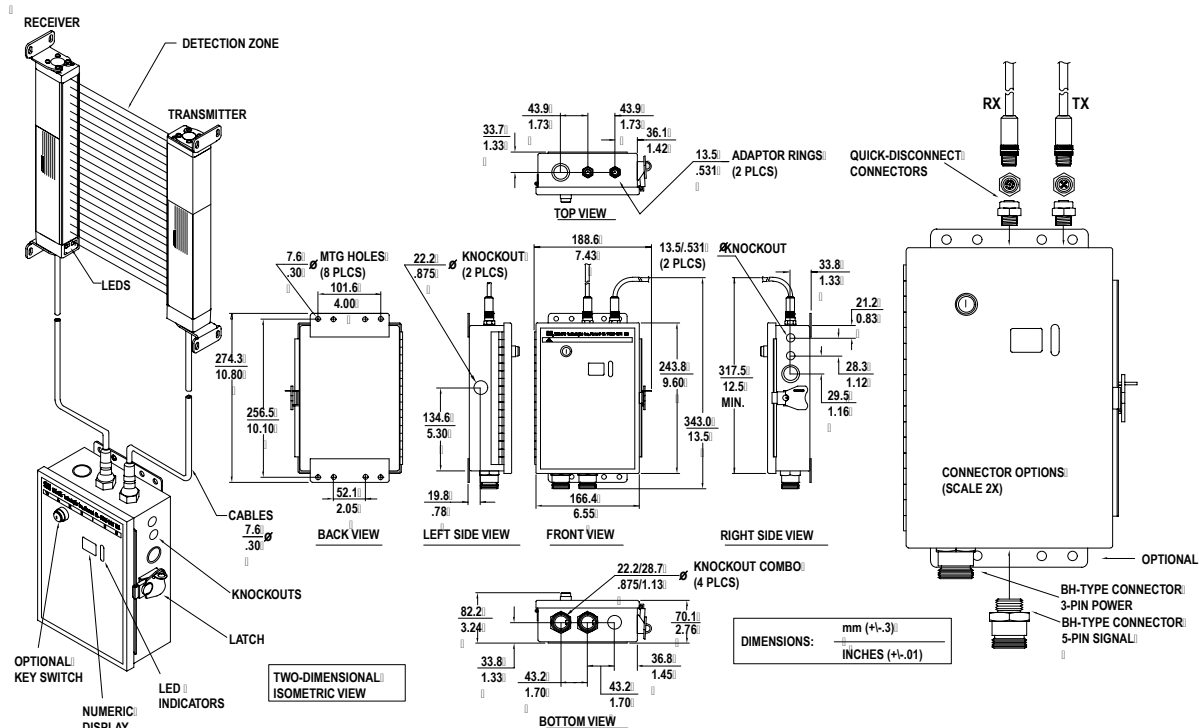 RECEIVER
DETECTION ZONE
TRANSMITTER
LEDS
CABLES
7.6 Ø
.30
KNOCKOUTS
LATCH
OPTIONAL
KEY SWITCH
NUMERIC
DISPLAY
LED
INDICATORS
TWO-DIMENSIONAL
ISOMETRIC VIEW
43.9
1.73
43.9
1.73
33.7
1.33
36.1
1.42
13.5
.531
ADAPTOR RINGS
(2 PLCS)
TOP VIEW
7.6 Ø MTG HOLES
.30 (8 PLCS)
101.6
4.00
274.3
10.80
256.5
10.10
52.1
2.05
BACK VIEW
22.2 Ø KNOCKOUT
.875 (2 PLCS)
134.6
5.30
19.8
.78
LEFT SIDE VIEW
188.6
7.43
243.8
9.60
343.0
13.5
166.4
6.55
FRONT VIEW
13.5/.531 Ø KNOCKOUT
(2 PLCS)
33.8
1.33
21.2
0.83
28.3
1.12
29.5
1.16
317.5
12.5
MIN.
RIGHT SIDE VIEW
22.2/28.7 Ø KNOCKOUT COMBO
.875/1.13 (4 PLCS)
82.2
3.24
70.1
2.76
33.8
1.33
43.2
1.70
43.2
1.70
36.8
1.45
BOTTOM VIEW
DIMENSIONS:
mm (+\-.3)
INCHES (+\-.01)
RX
TX
QUICK-DISCONNECT
CONNECTORS
CONNECTOR OPTIONS
(SCALE 2X)
OPTIONAL
BH-TYPE CONNECTOR
3-PIN POWER
BH-TYPE CONNECTOR
5-PIN SIGNAL